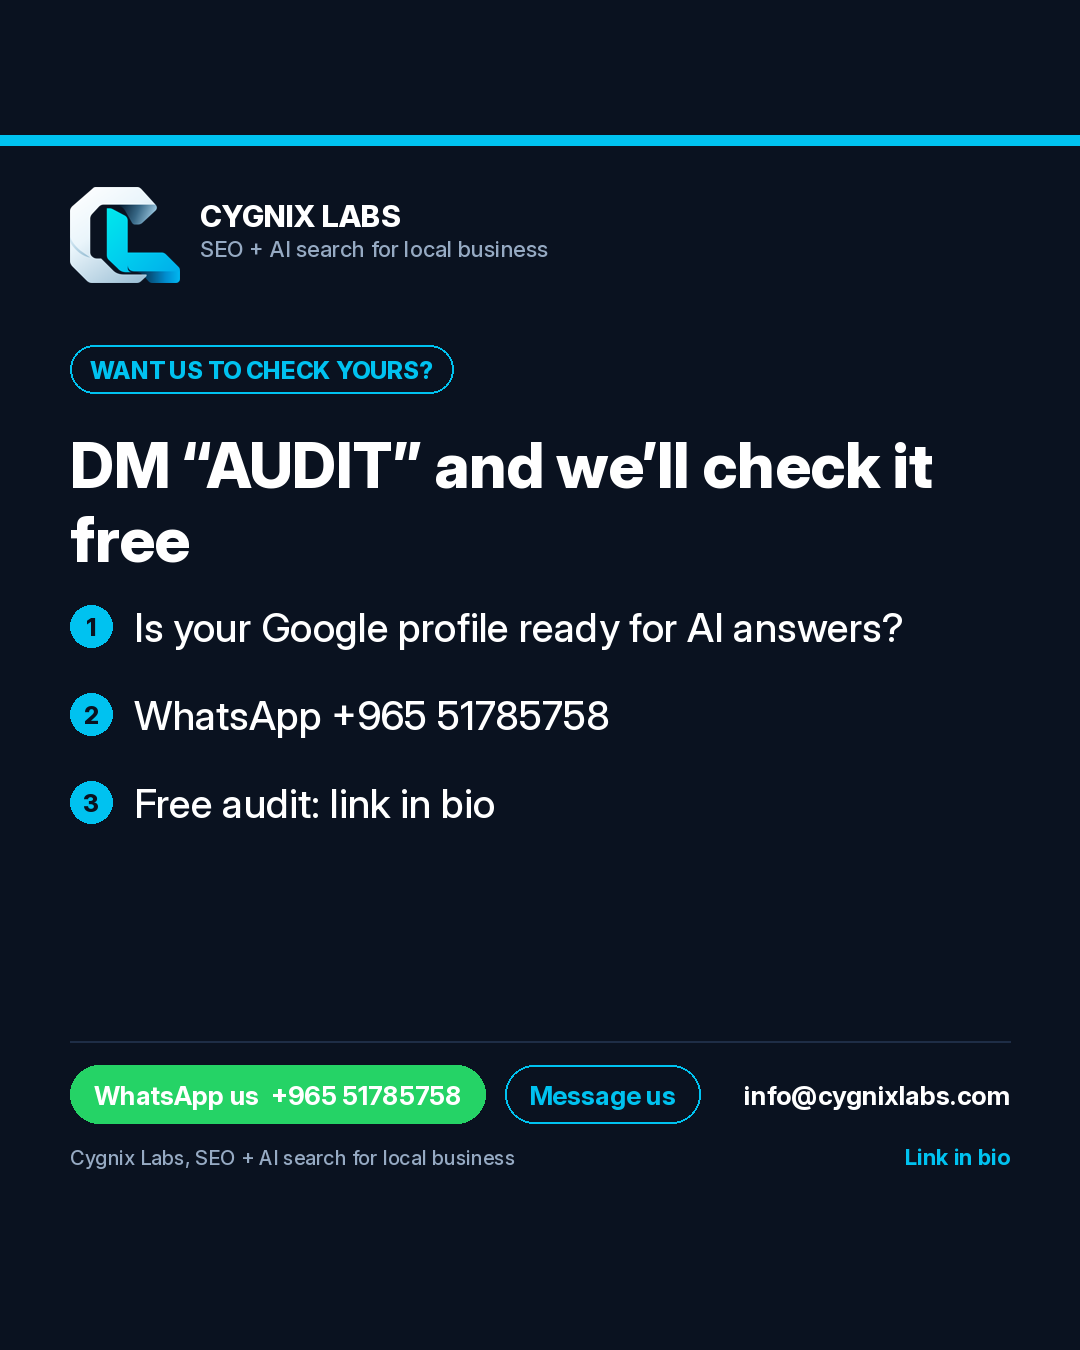 CYGNIX LABS
SEO + AI search for local business
WANT US TO CHECK YOURS?
DM “AUDIT” and we’ll check it
free
1 Is your Google profile ready for AI answers?
2 WhatsApp +965 51785758
3 Free audit: link in bio
WhatsApp us +965 51785758 Message us info@cygnixlabs.com
Cygnix Labs, SEO + AI search for local business Link in bio